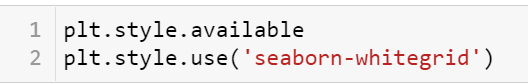 1 plt.style.available
2 plt.style.use('seaborn-whitegrid')